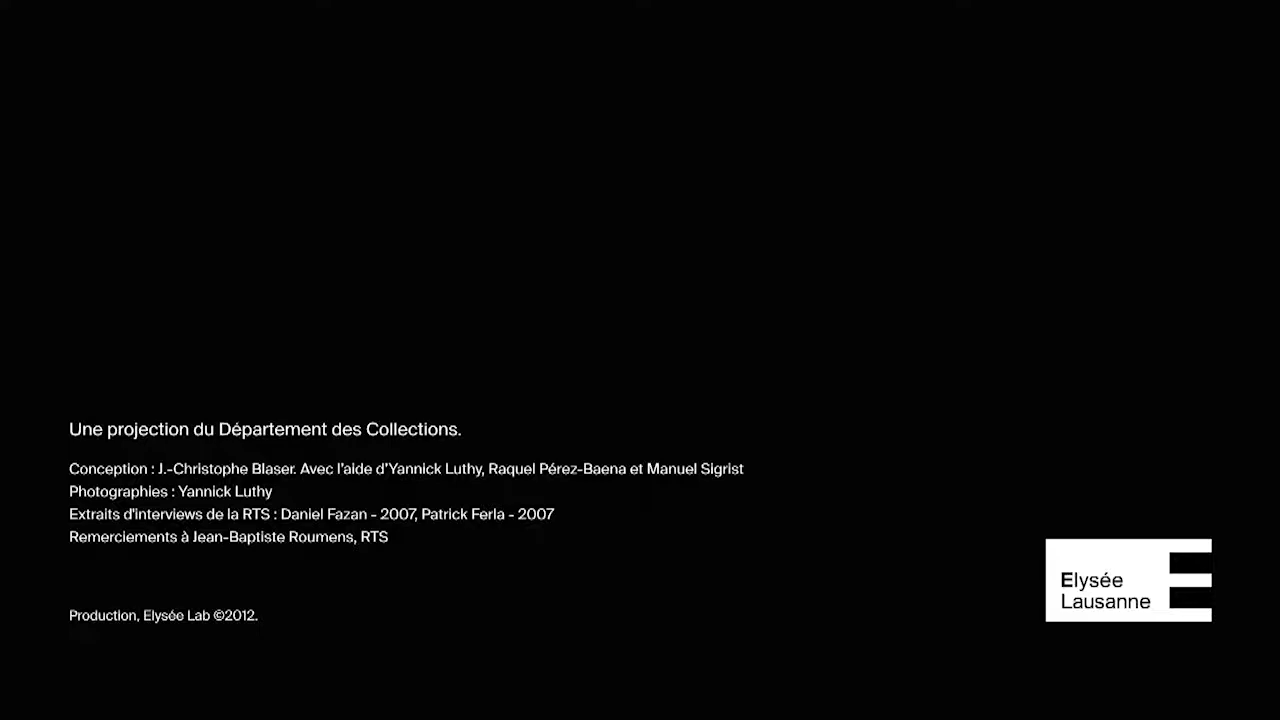 Une projection du Département des Collections.
Conception : J.-Christophe Blaser. Avec l'aide d'Yannick Luthy, Raquel Pérez-Baena et Manuel Sigrist
Photographies : Yannick Luthy
Extraits d'interviews de la RTS : Daniel Fazan - 2007, Patrick Ferla - 2007
Remerciements à Jean-Baptiste Roumens, RTS
Production, Elysée Lab ©2012.
Elysée
Lausanne